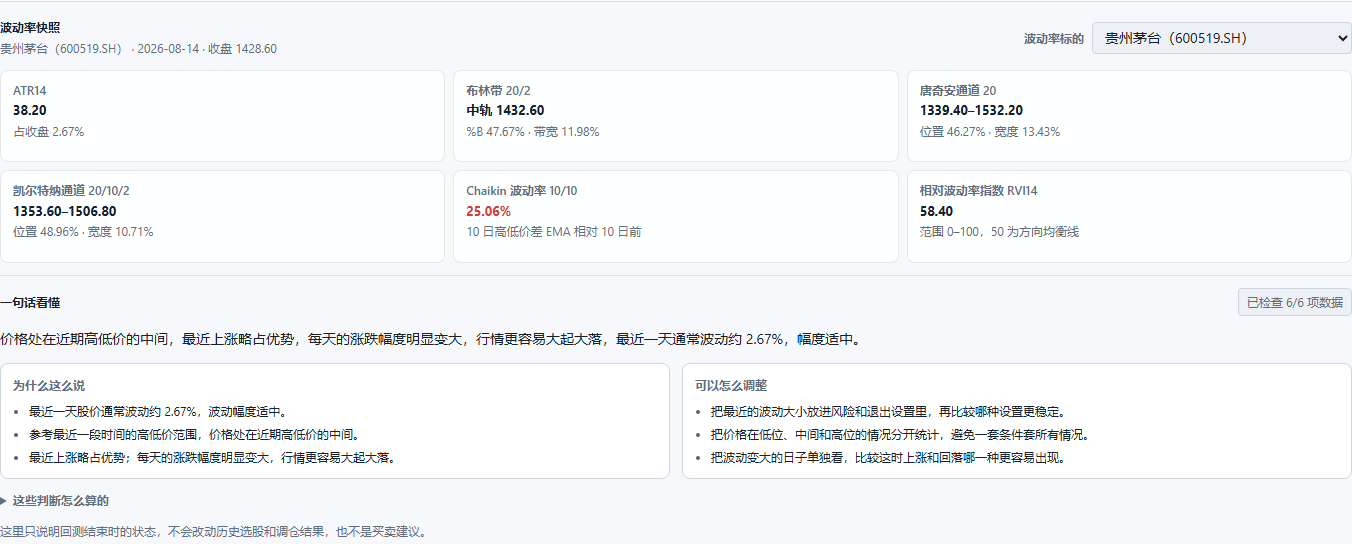 波动率快照
贵州茅台（600519.SH） · 2026-08-14 · 收盘 1428.60
波动率标的
贵州茅台（600519.SH）
ATR14
38.20
占收盘 2.67%
布林带 20/2
中轨 1432.60
%B 47.67% · 带宽 11.98%
唐奇安通道 20
1339.40–1532.20
位置 46.27% · 宽度 13.43%
凯尔特纳通道 20/10/2
1353.60–1506.80
位置 48.96% · 宽度 10.71%
Chaikin 波动率 10/10
25.06%
10 日高低价差 EMA 相对 10 日前
相对波动率指数 RVI14
58.40
范围 0–100，50 为方向均衡线
一句话看懂
已检查 6/6 项数据
价格处在近期高低价的中间，最近上涨略占优势，每天的涨跌幅度明显变大，行情更容易大起大落，最近一天通常波动约 2.67%，幅度适中。
为什么这么说
• 最近一天股价通常波动约 2.67%，波动幅度适中。
• 参考最近一段时间的高低价范围，价格处在近期高低价的中间。
• 最近上涨略占优势；每天的涨跌幅度明显变大，行情更容易大起大落。
可以怎么调整
• 把最近的波动大小放进风险和退出设置里，再比较哪种设置更稳定。
• 把价格在低位、中间和高位的情况分开统计，避免一套条件套所有情况。
• 把波动变大的日子单独看，比较这时上涨和回落哪一种更容易出现。
这些判断怎么算的
这里只说明回测结束时的状态，不会改动历史选股和调仓结果，也不是买卖建议。